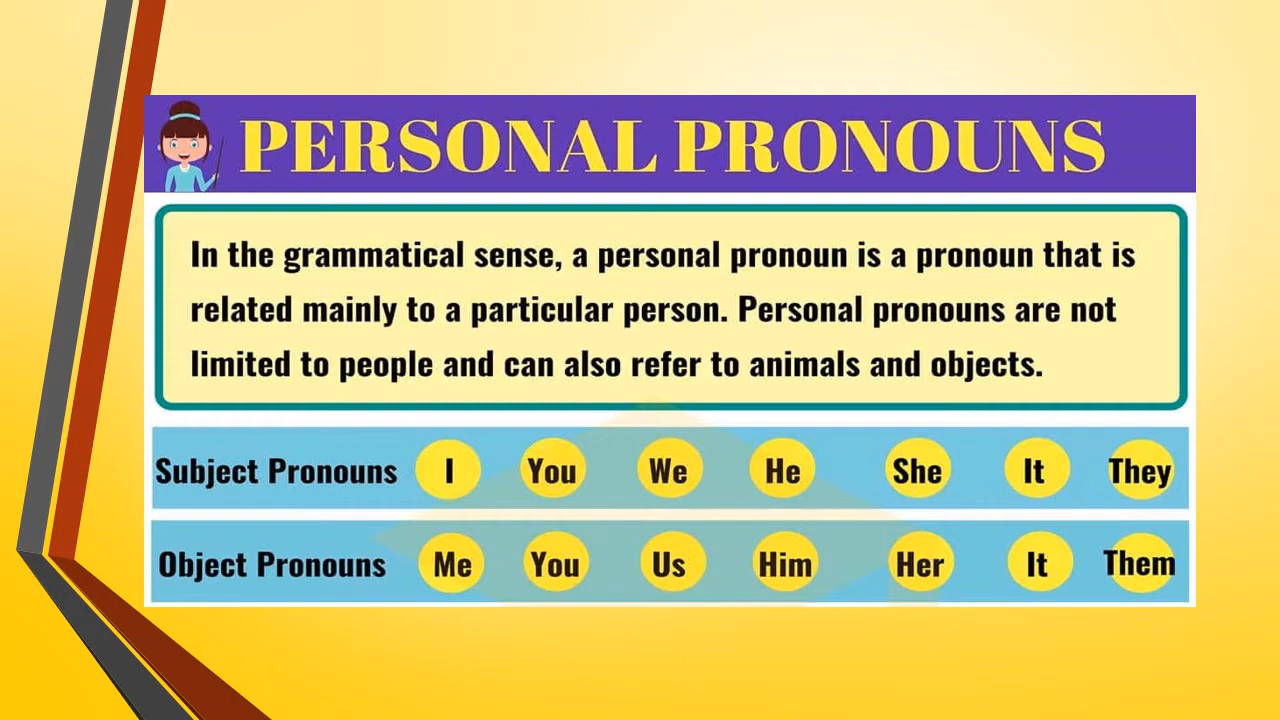 PERSONAL PRONOUNS
In the grammatical sense, a personal pronoun is a pronoun that is
related mainly to a particular person. Personal pronouns are not
limited to people and can also refer to animals and objects.
Subject Pronouns I You We He She It They
Object Pronouns Me You Us Him Her It Them